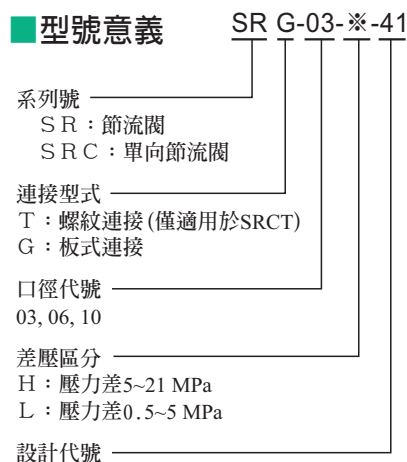 ■型號意義
SR G-03-※-41
系列號
ＳＲ：節流閥
ＳＲＣ：單向節流閥
連接型式
Ｔ：螺紋連接(僅適用於SRCT)
Ｇ：板式連接
口徑代號
03, 06, 10
差壓區分
Ｈ：壓力差5~21 MPa
Ｌ：壓力差0.5~5 MPa
設計代號